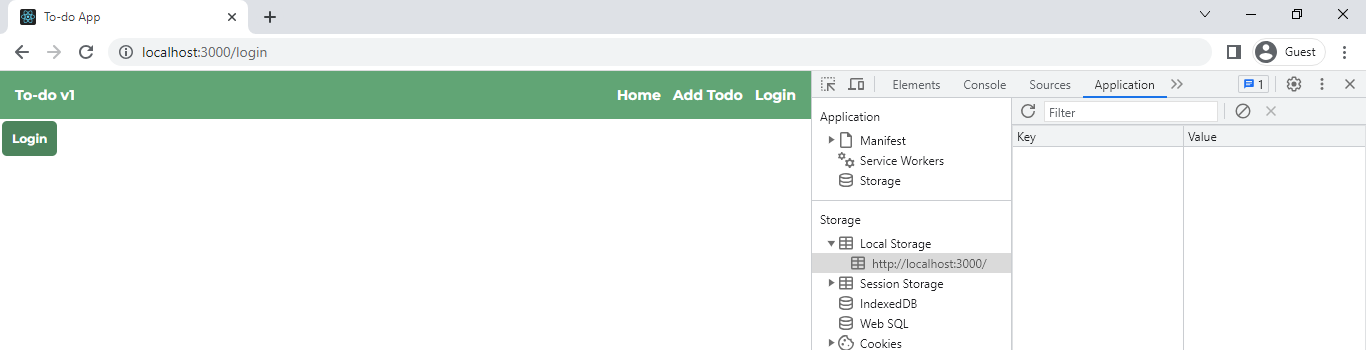 To-do App
localhost:3000/login
Guest
To-do v1
Home Add Todo Login
Login
Elements Console Sources Application 1
Application
Manifest
Service Workers
Storage
Storage
Local Storage
http://localhost:3000/
Session Storage
IndexedDB
Web SQL
Cookies
Filter
Key Value